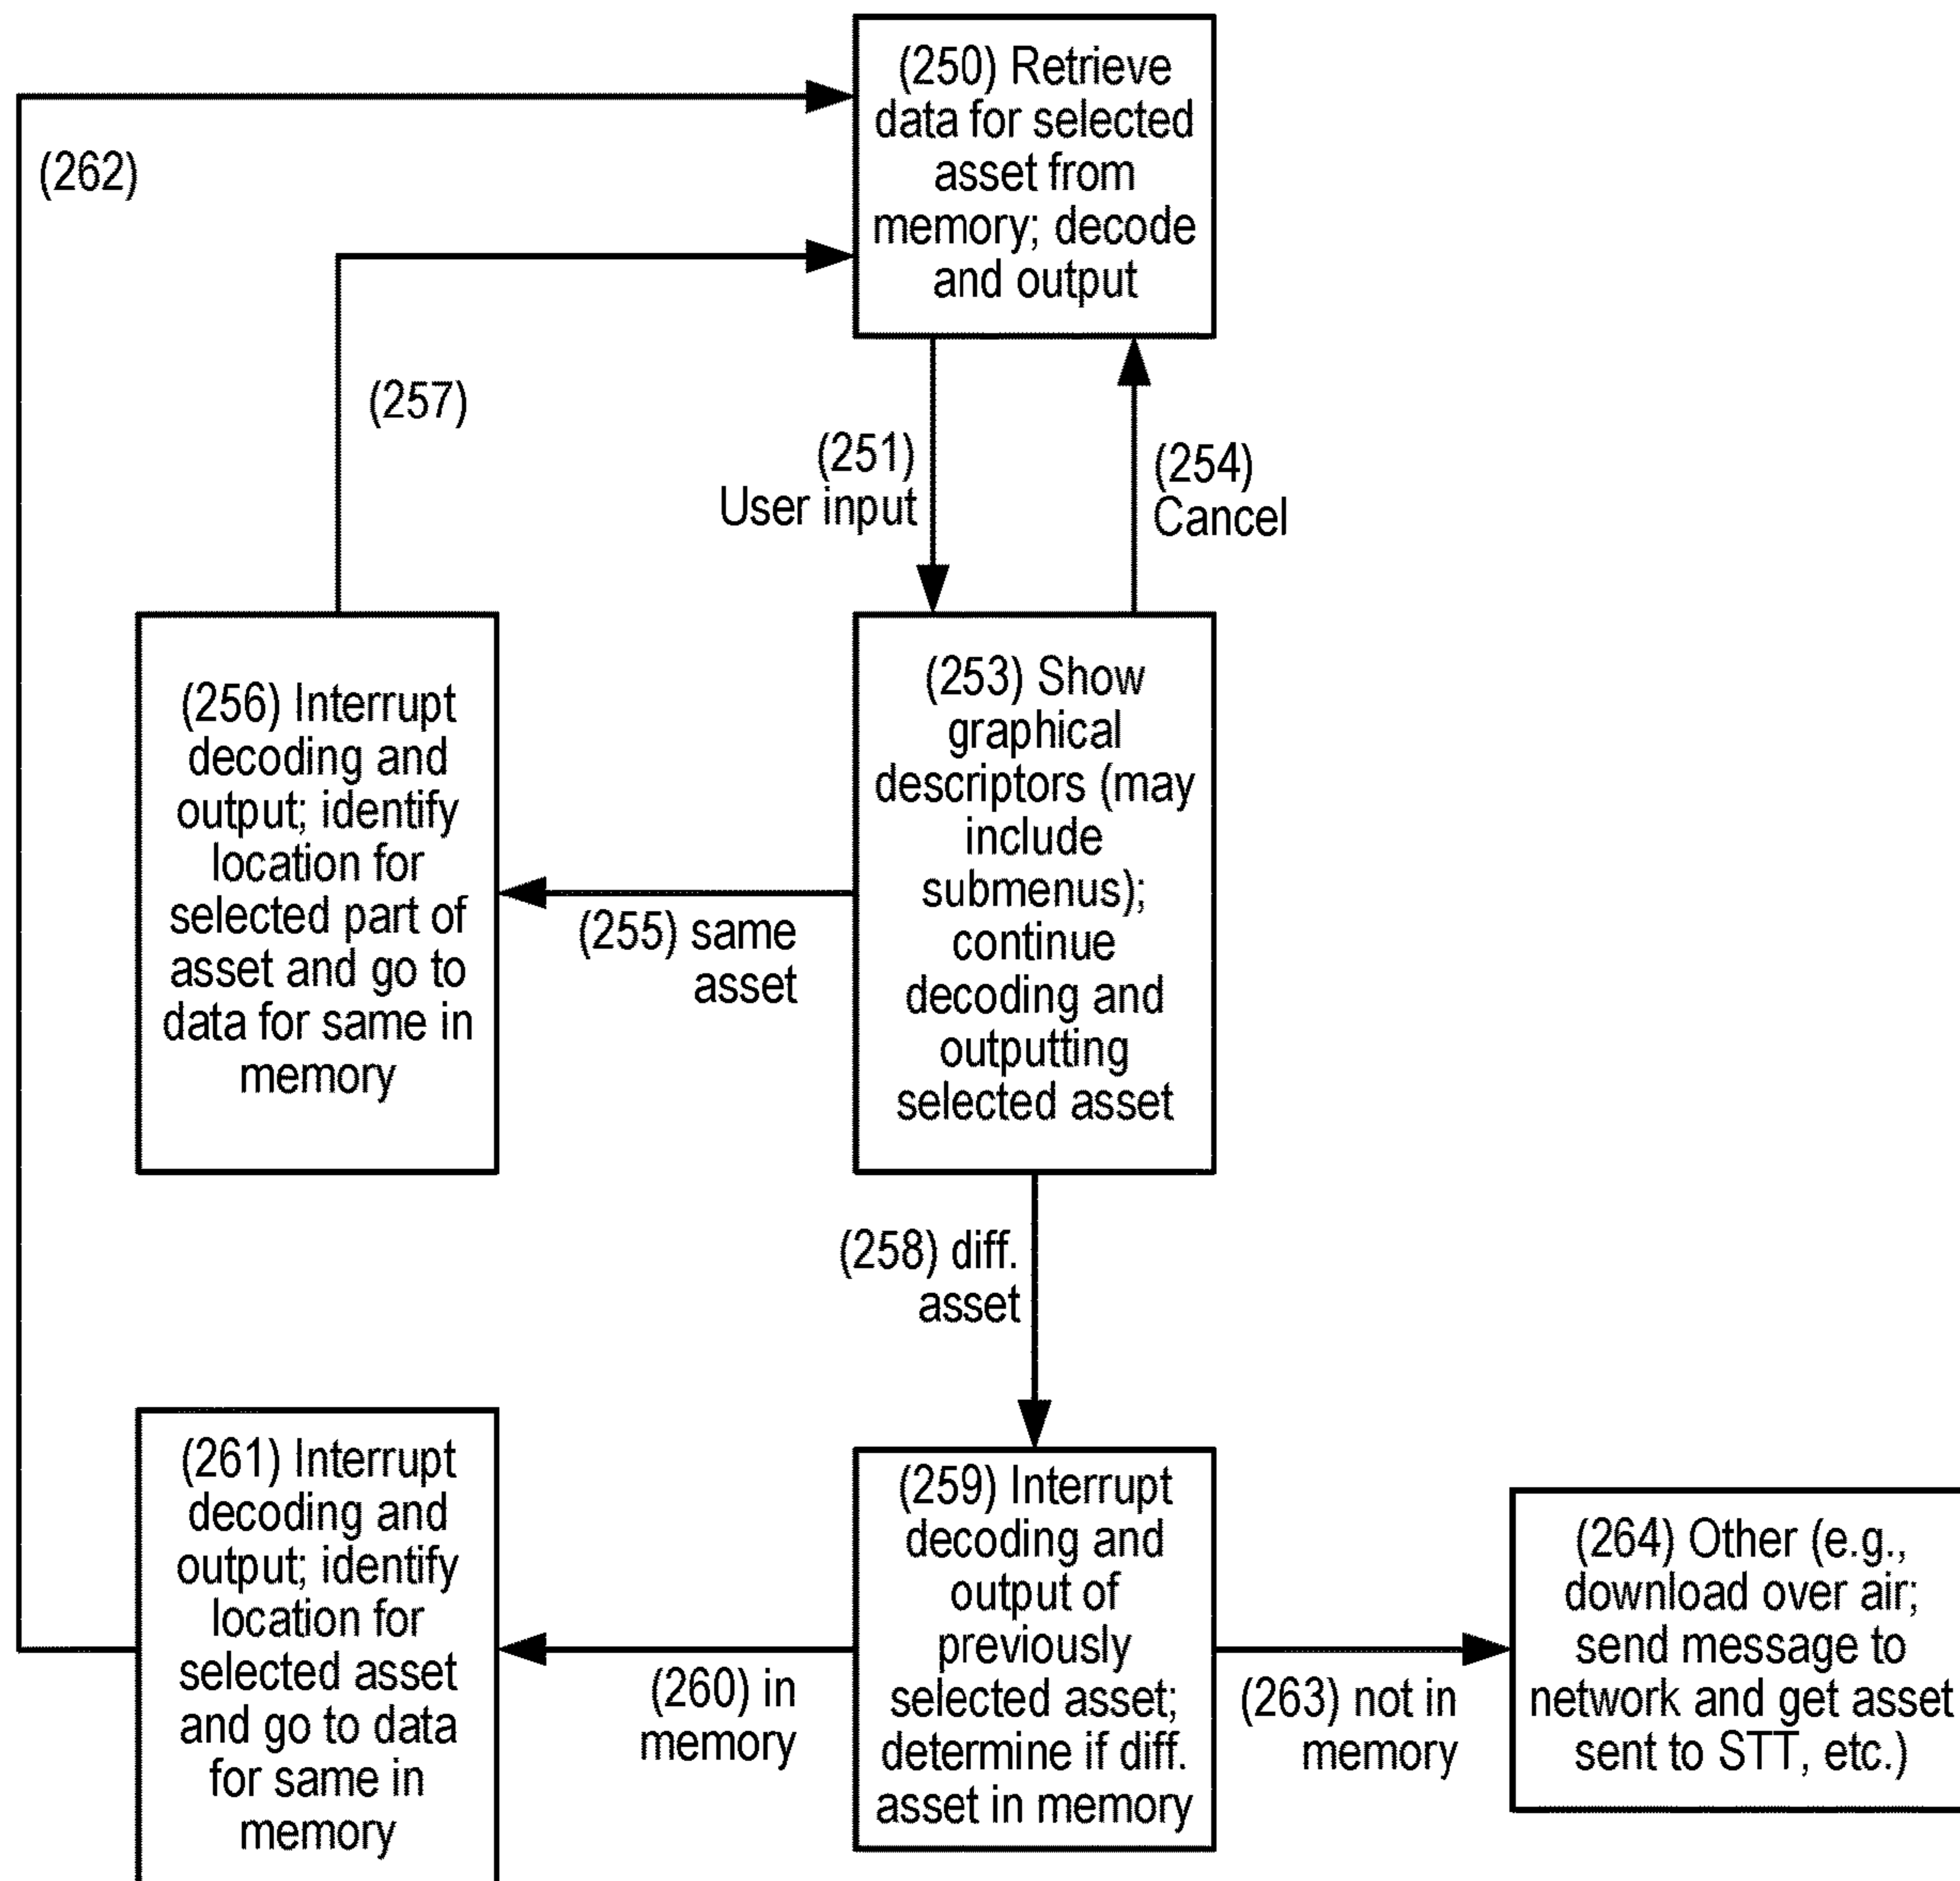 (250) Retrieve
data for selected
asset from
memory; decode
and output
(262)
(257)
(251)
User input
(254)
Cancel
(256) Interrupt
decoding and
output; identify
location for
selected part of
asset and go to
data for same in
memory
(255) same
asset
(253) Show
graphical
descriptors (may
include
submenus);
continue
decoding and
outputting
selected asset
(258) diff.
asset
(261) Interrupt
decoding and
output; identify
location for
selected asset
and go to data
for same in
memory
(260) in
memory
(259) Interrupt
decoding and
output of
previously
selected asset;
determine if diff.
asset in memory
(263) not in
memory
(264) Other (e.g.,
download over air;
send message to
network and get asset
sent to STT, etc.)